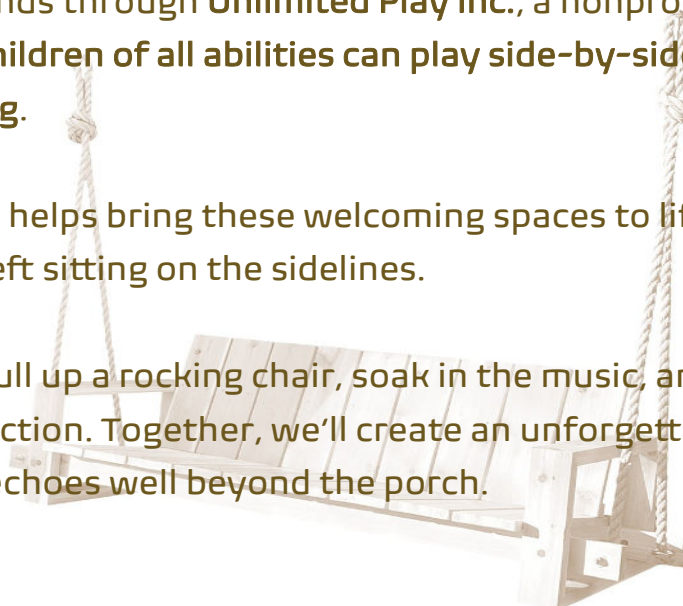 nds through Unlimited Play Inc., a nonpro
hildren of all abilities can play side-by-sid
g.
helps bring these welcoming spaces to lif
eft sitting on the sidelines.
ull up a rocking chair, soak in the music, an
ction. Together, we'll create an unforgett
echoes well beyond the porch.